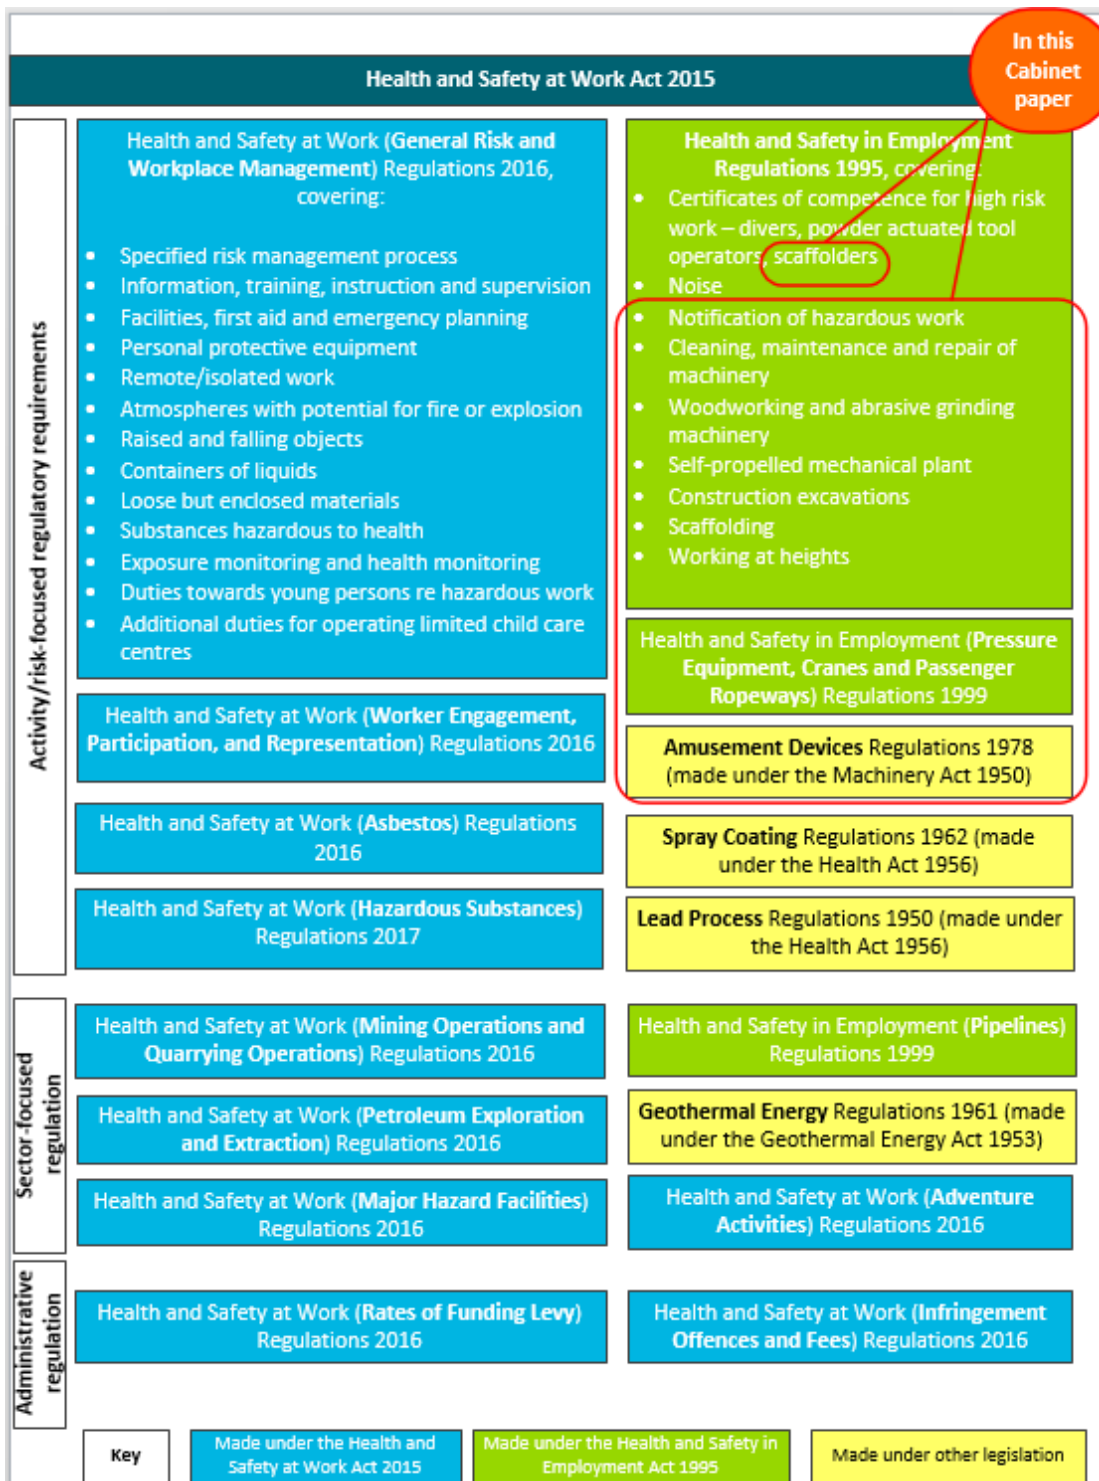 In this
Cabinet
paper
Health and Safety at Work Act 2015
Activity/risk-focused regulatory requirements
Health and Safety at Work (General Risk and
Workplace Management) Regulations 2016,
covering:
• Specified risk management process
• Information, training, instruction and supervision
• Facilities, first aid and emergency planning
• Personal protective equipment
• Remote/isolated work
• Atmospheres with potential for fire or explosion
• Raised and falling objects
• Containers of liquids
• Loose but enclosed materials
• Substances hazardous to health
• Exposure monitoring and health monitoring
• Duties towards young persons re hazardous work
• Additional duties for operating limited child care
centres
Health and Safety at Work (Worker Engagement,
Participation, and Representation) Regulations 2016
Health and Safety at Work (Asbestos) Regulations
2016
Health and Safety at Work (Hazardous Substances)
Regulations 2017
Health and Safety in Employment
Regulations 1995, covering:
• Certificates of competence for high risk
work – divers, powder actuated tool
operators, scaffolders
• Noise
• Notification of hazardous work
• Cleaning, maintenance and repair of
machinery
• Woodworking and abrasive grinding
machinery
• Self-propelled mechanical plant
• Construction excavations
• Scaffolding
• Working at heights
Health and Safety in Employment (Pressure
Equipment, Cranes and Passenger
Ropeways) Regulations 1999
Amusement Devices Regulations 1978
(made under the Machinery Act 1950)
Spray Coating Regulations 1962 (made
under the Health Act 1956)
Lead Process Regulations 1950 (made under
the Health Act 1956)
Sector-focused
regulation
Health and Safety at Work (Mining Operations and
Quarrying Operations) Regulations 2016
Health and Safety at Work (Petroleum Exploration
and Extraction) Regulations 2016
Health and Safety at Work (Major Hazard Facilities)
Regulations 2016
Health and Safety in Employment (Pipelines)
Regulations 1999
Geothermal Energy Regulations 1961 (made
under the Geothermal Energy Act 1953)
Health and Safety at Work (Adventure
Activities) Regulations 2016
Administrative
regulation
Health and Safety at Work (Rates of Funding Levy)
Regulations 2016
Health and Safety at Work (Infringement
Offences and Fees) Regulations 2016
Key
Made under the Health and
Safety at Work Act 2015
Made under the Health and Safety in
Employment Act 1995
Made under other legislation